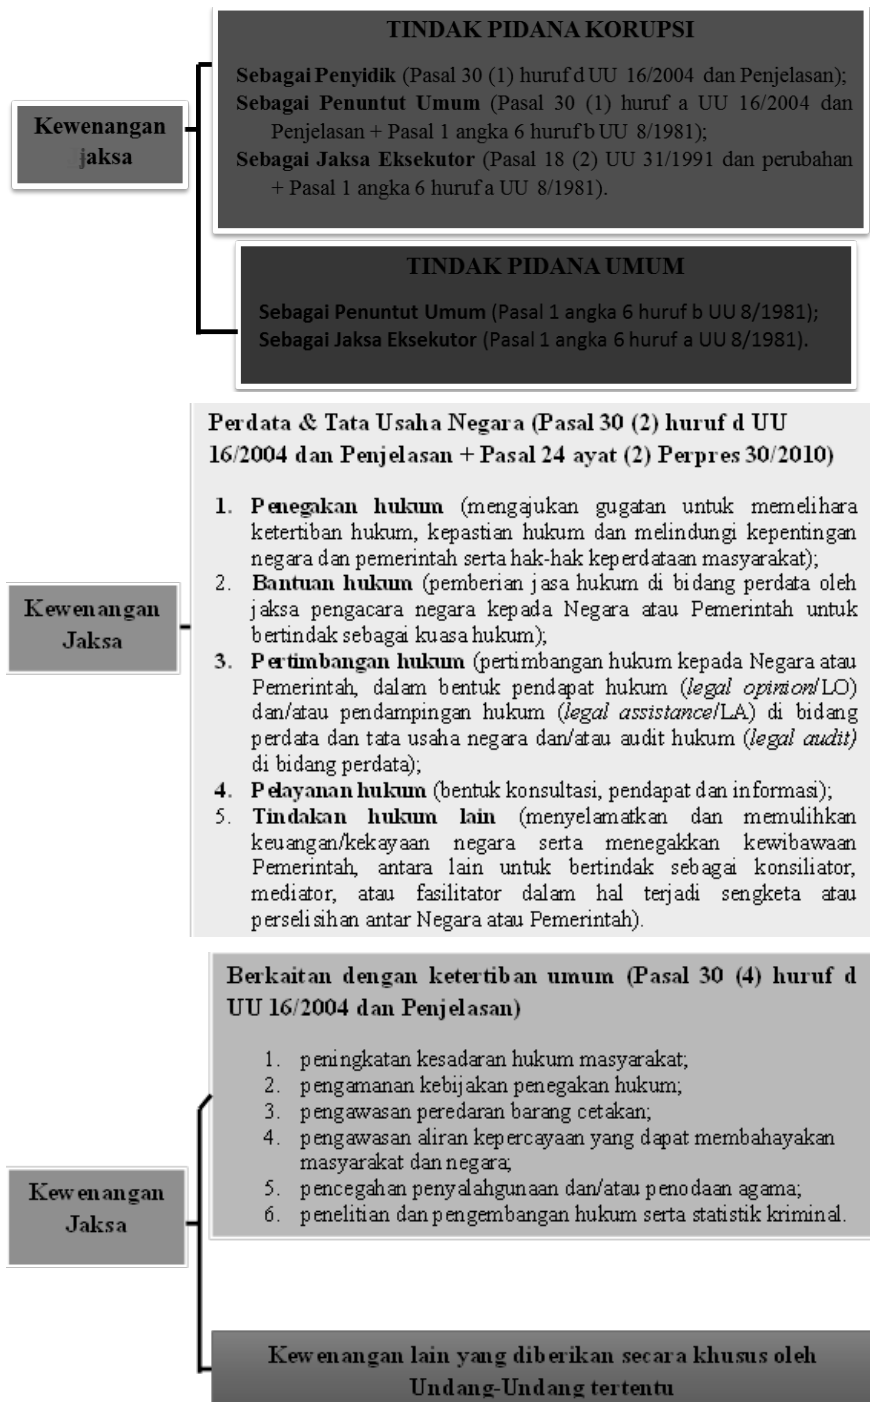 TINDAK PIDANA KORUPSI
Sebagai Penyidik (Pasal 30 (1) huruf d UU 16/2004 dan Penjelasan);
Sebagai Penuntut Umum (Pasal 30 (1) huruf a UU 16/2004 dan
Penjelasan + Pasal 1 angka 6 huruf b UU 8/1981);
Sebagai Jaksa Eksekutor (Pasal 18 (2) UU 31/1991 dan perubahan
+ Pasal 1 angka 6 huruf a UU 8/1981).
Kewenangan
jaksa
TINDAK PIDANA UMUM
Sebagai Penuntut Umum (Pasal 1 angka 6 huruf b UU 8/1981);
Sebagai Jaksa Eksekutor (Pasal 1 angka 6 huruf a UU 8/1981).
Kewenangan
Jaksa
Perdata & Tata Usaha Negara (Pasal 30 (2) huruf d UU
16/2004 dan Penjelasan + Pasal 24 ayat (2) Perpres 30/2010)
1. Penegakan hukum (mengajukan gugatan untuk memelihara
ketertiban hukum, kepastian hukum dan melindungi kepentingan
negara dan pemerintah serta hak-hak keperdataan masyarakat);
2. Bantuan hukum (pemberian jasa hukum di bidang perdata oleh
jaksa pengacara negara kepada Negara atau Pemerintah untuk
bertindak sebagai kuasa hukum);
3. Pertimbangan hukum (pertimbangan hukum kepada Negara atau
Pemerintah, dalam bentuk pendapat hukum (legal opinion/LO)
dan/atau pendampingan hukum (legal assistance/LA) di bidang
perdata dan tata usaha negara dan/atau audit hukum (legal audit)
di bidang perdata);
4. Pelayanan hukum (bentuk konsultasi, pendapat dan informasi);
5. Tindakan hukum lain (menyelamatkan dan memulihkan
keuangan/kekayaan negara serta menegakkan kewibawaan
Pemerintah, antara lain untuk bertindak sebagai konsiliator,
mediator, atau fasilitator dalam hal terjadi sengketa atau
perselisihan antar Negara atau Pemerintah).
Berkaitan dengan ketertiban umum (Pasal 30 (4) huruf d
UU 16/2004 dan Penjelasan)
1. peningkatan kesadaran hukum masyarakat;
2. pengamanan kebijakan penegakan hukum;
3. pengawasan peredaran barang cetakan;
4. pengawasan aliran kepercayaan yang dapat membahayakan
masyarakat dan negara;
5. pencegahan penyalahgunaan dan/atau penodaan agama;
6. penelitian dan pengembangan hukum serta statistik kriminal.
Kewenangan
Jaksa
Kewenangan lain yang diberikan secara khusus oleh
Undang-Undang tertentu